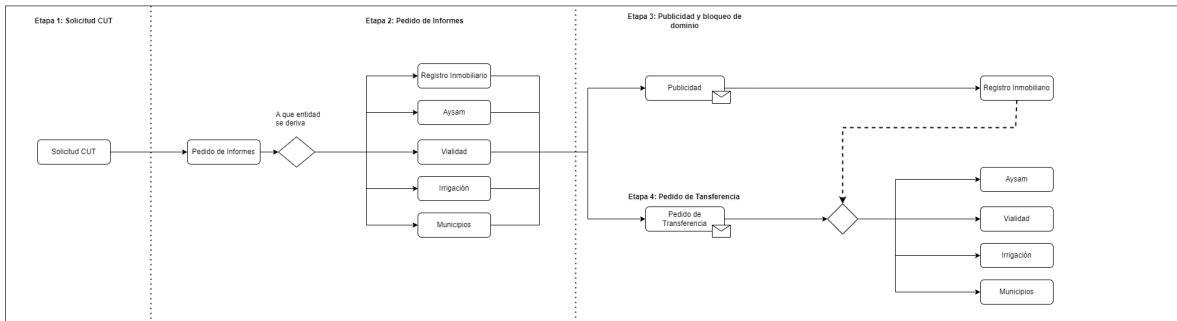 Etapa 1: Solicitud CUT
Etapa 2: Pedido de Informes
Etapa 3: Publicidad y bloqueo de
dominio
Solicitud CUT
Pedido de Informes
A que entidad
se deriva
Registro Inmobiliario
Aysam
Vialidad
Irrigación
Municipios
Publicidad
Registro Inmobiliario
Etapa 4: Pedido de Tansferencia
Pedido de
Transferencia
Aysam
Vialidad
Irrigación
Municipios